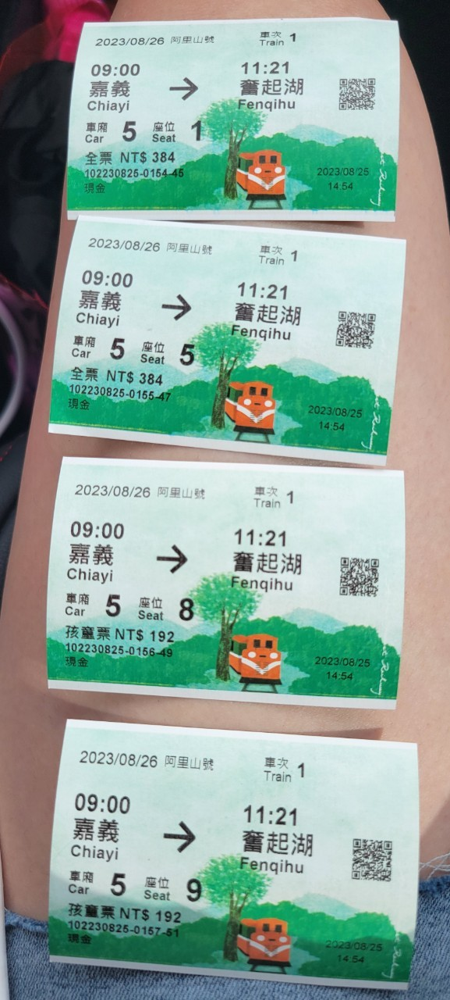 2023/08/26 阿里山號 車次 1
Train
09:00 11:21
嘉義 → 奮起湖
Chiayi Fenqihu
車廂 5 座位 1
Car Seat
全票 NT$ 384
102230825-0154-45 2023/08/25
現金 14:54
2023/08/26 阿里山號 車次 1
Train
09:00 11:21
嘉義 → 奮起湖
Chiayi Fenqihu
車廂 5 座位 5
Car Seat
全票 NT$ 384
102230825-0155-47 2023/08/25
現金 14:54
2023/08/26 阿里山號 車次 1
Train
09:00 11:21
嘉義 → 奮起湖
Chiayi Fenqihu
車廂 5 座位 8
Car Seat
孩童票 NT$ 192
102230825-0156-49 2023/08/25
現金 14:54
2023/08/26 阿里山號 車次 1
Train
09:00 11:21
嘉義 → 奮起湖
Chiayi Fenqihu
車廂 5 座位 9
Car Seat
孩童票 NT$ 192
102230825-0157-51 2023/08/25
現金 14:54